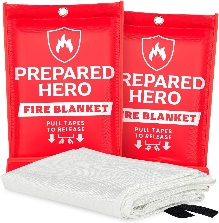 PREPARED
HERO
FIRE BLANKET
PULL TAPES
TO RELEASE
PREPARED
HERO
FIRE BLANKET
PULL TAPES
TO RELEASE